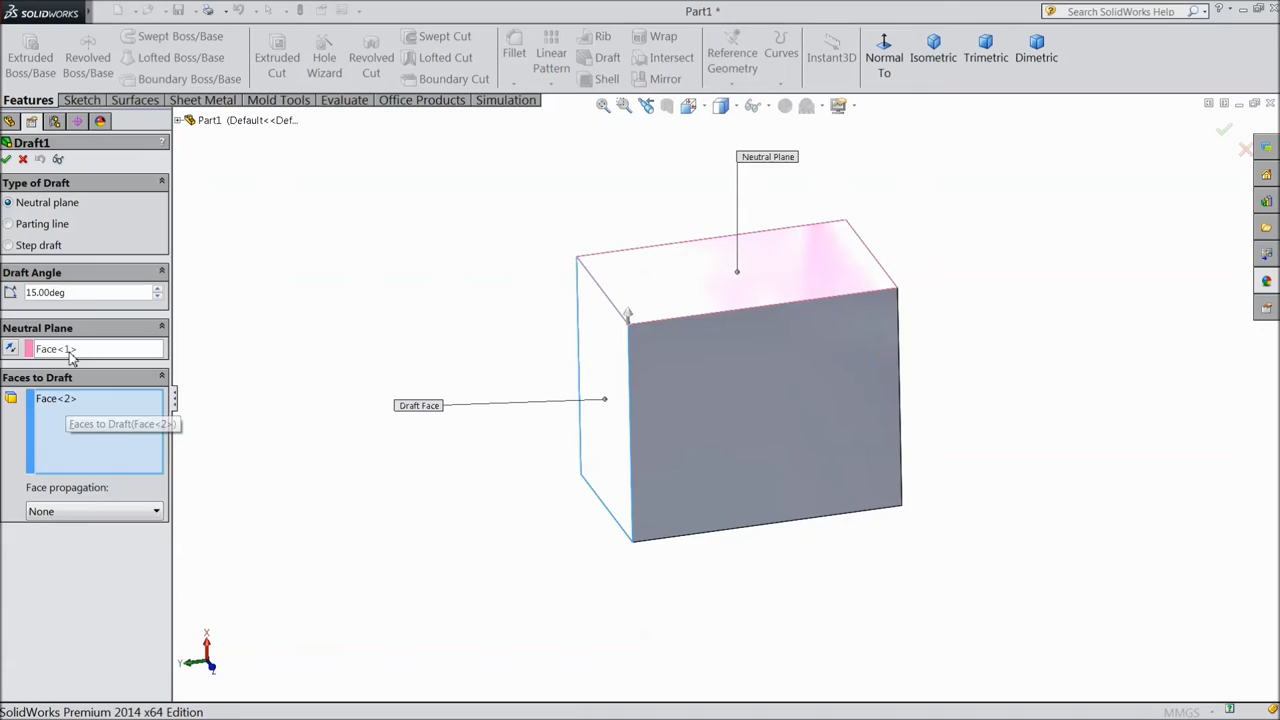 SOLIDWORKS
Part1 *
Search SolidWorks Help
Extruded Boss/Base
Revolved Boss/Base
Swept Boss/Base
Lofted Boss/Base
Boundary Boss/Base
Extruded Cut
Hole Wizard
Revolved Cut
Swept Cut
Lofted Cut
Boundary Cut
Fillet
Linear Pattern
Rib
Draft
Shell
Wrap
Intersect
Mirror
Reference Geometry
Curves
Instant3D
Normal To
Isometric
Trimetric
Dimetric
Features Sketch Surfaces Sheet Metal Mold Tools Evaluate Office Products Simulation
Part1 (Default<<Def...
Draft1
?
Type of Draft
Neutral plane
Parting line
Step draft
Draft Angle
15.00deg
Neutral Plane
Face<1>
Faces to Draft
Face<2>
Faces to Draft(Face<2>)
Face propagation:
None
Neutral Plane
Draft Face
X
Y
Z
SolidWorks Premium 2014 x64 Edition
MMGS